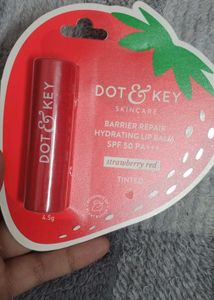 DOT & KEY
SKINCARE
BARRIER REPAIR
HYDRATING LIP BALM
SPF 50 PA+++
strawberry red
TINTED
DOT & KEY
4.5g